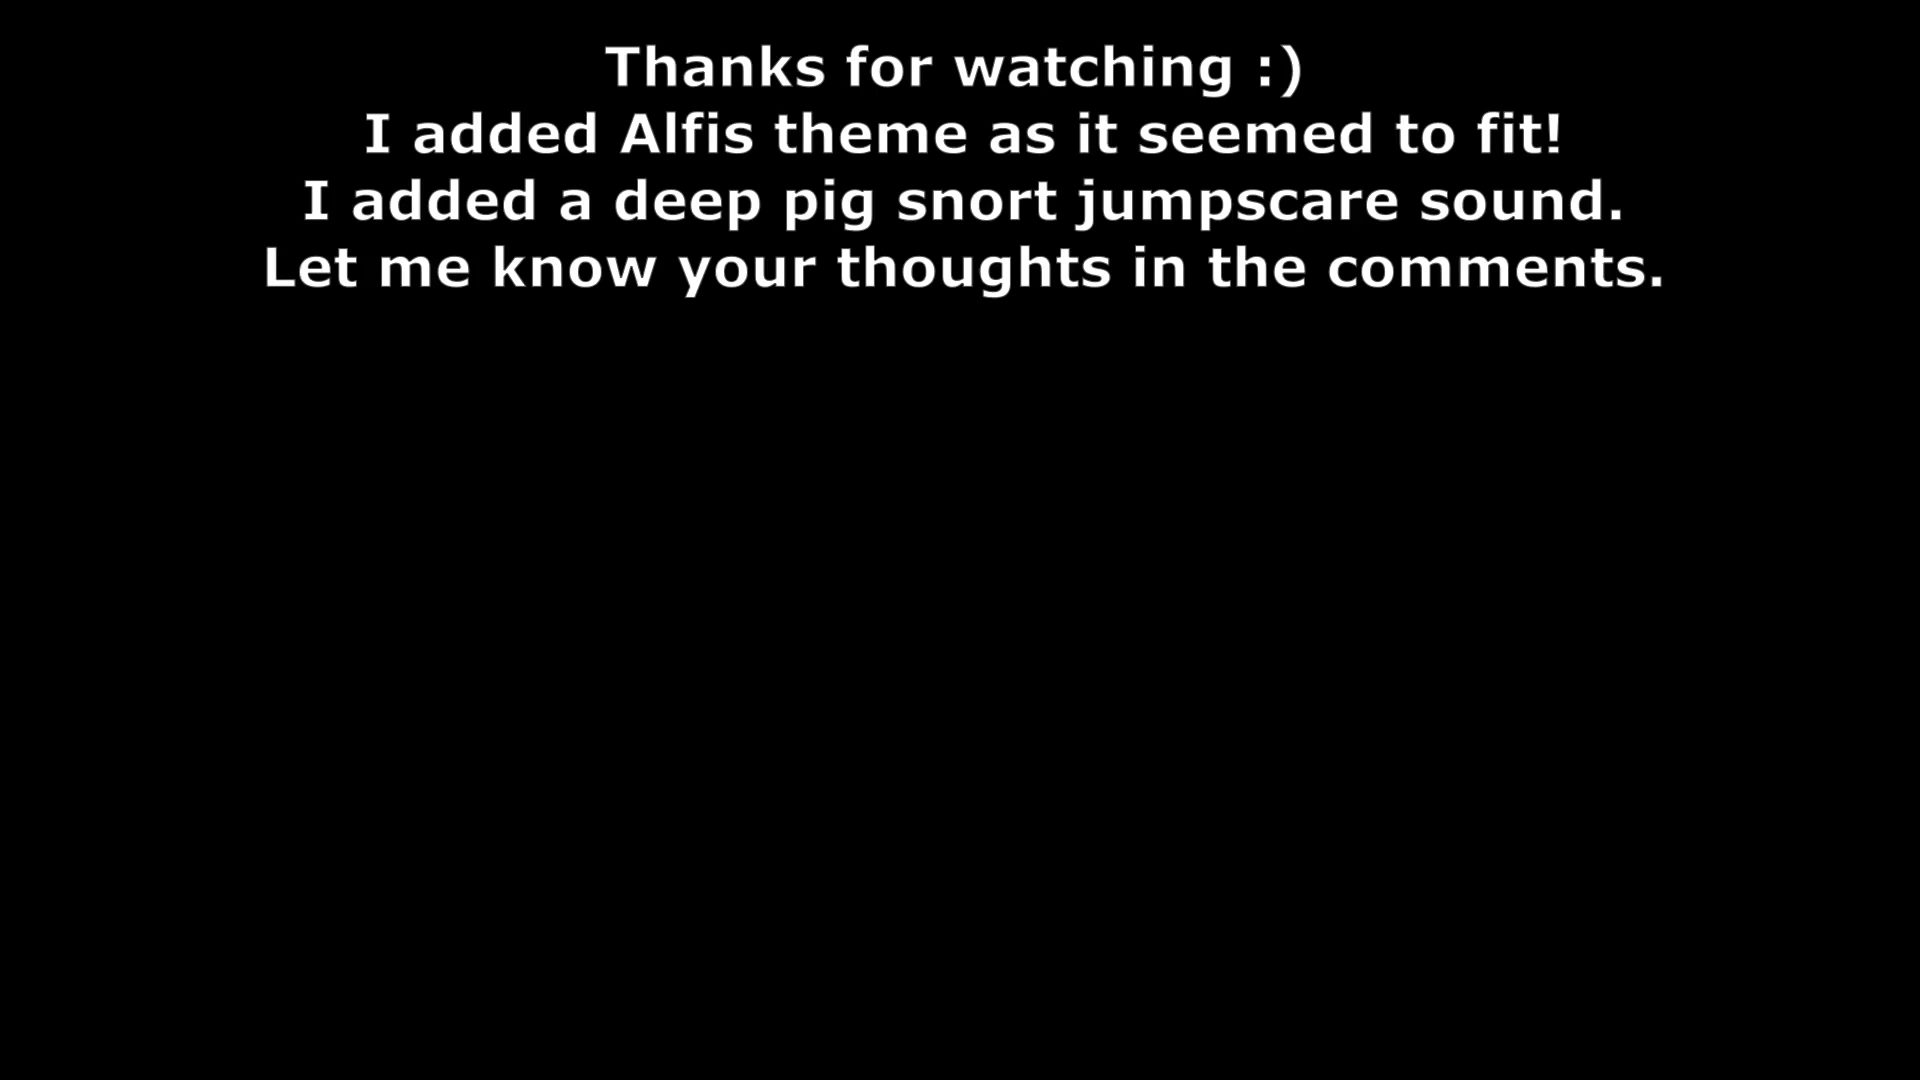 Thanks for watching :)
I added Alfis theme as it seemed to fit!
I added a deep pig snort jumpscare sound.
Let me know your thoughts in the comments.